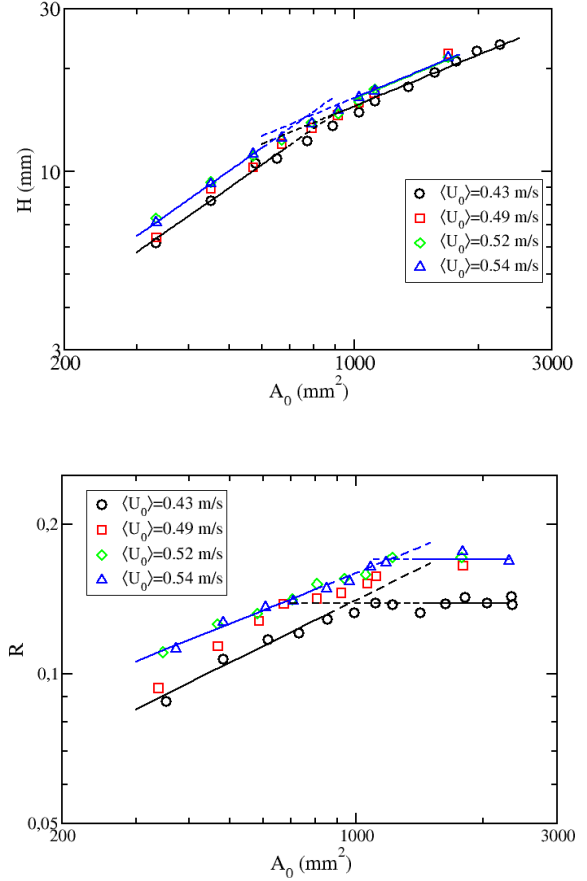 30
10
3
H (mm)
⟨U₀⟩=0.43 m/s
⟨U₀⟩=0.49 m/s
⟨U₀⟩=0.52 m/s
⟨U₀⟩=0.54 m/s
200 1000 3000
A₀ (mm²)
⟨U₀⟩=0.43 m/s
⟨U₀⟩=0.49 m/s
⟨U₀⟩=0.52 m/s
⟨U₀⟩=0.54 m/s
0,2
0,1
0,05
R
200 1000 3000
A₀ (mm²)